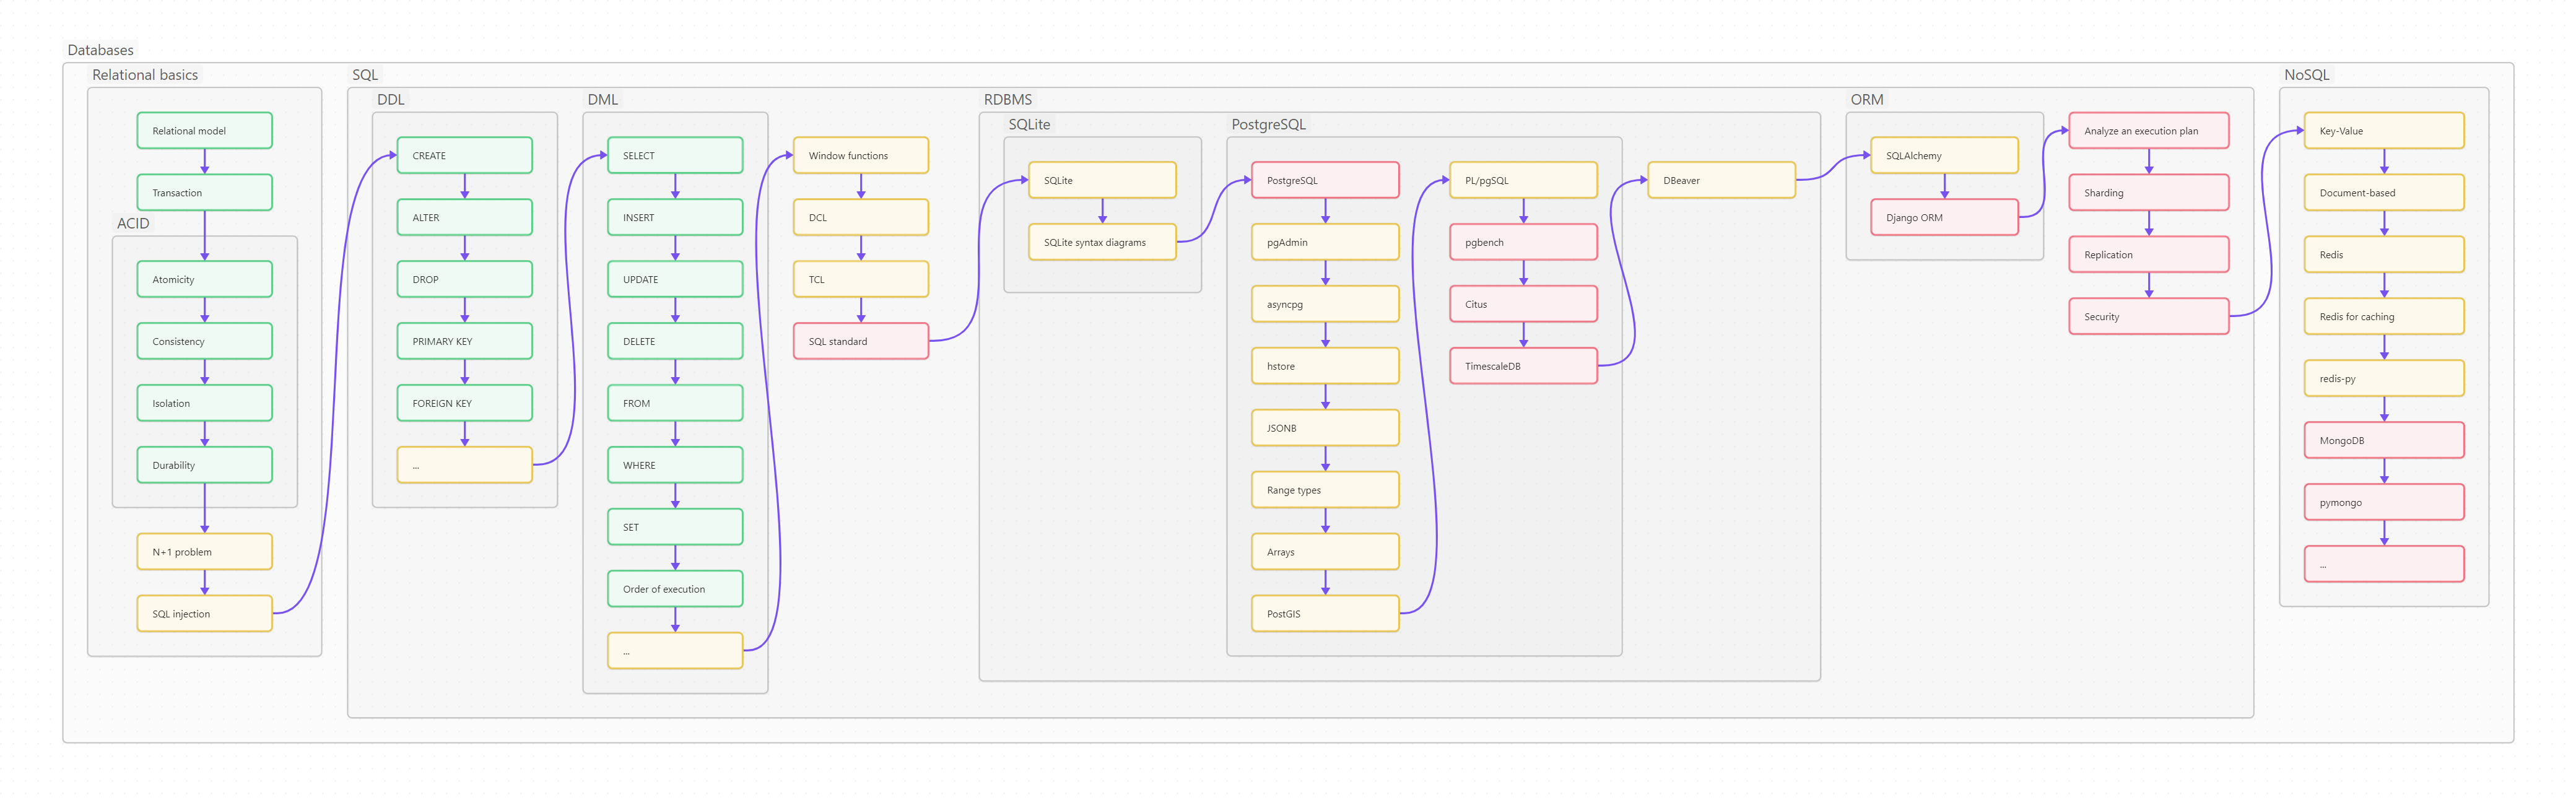 Databases
Relational basics
Relational model
Transaction
ACID
Atomicity
Consistency
Isolation
Durability
N+1 problem
SQL injection
SQL
DDL
CREATE
ALTER
DROP
PRIMARY KEY
FOREIGN KEY
...
DML
SELECT
INSERT
UPDATE
DELETE
FROM
WHERE
SET
Order of execution
...
Window functions
DCL
TCL
SQL standard
RDBMS
SQLite
SQLite
SQLite syntax diagrams
PostgreSQL
PostgreSQL
pgAdmin
asyncpg
hstore
JSONB
Range types
Arrays
PostGIS
PL/pgSQL
pgbench
Citus
TimescaleDB
DBeaver
ORM
SQLAlchemy
Django ORM
Analyze an execution plan
Sharding
Replication
Security
NoSQL
Key-Value
Document-based
Redis
Redis for caching
redis-py
MongoDB
pymongo
...